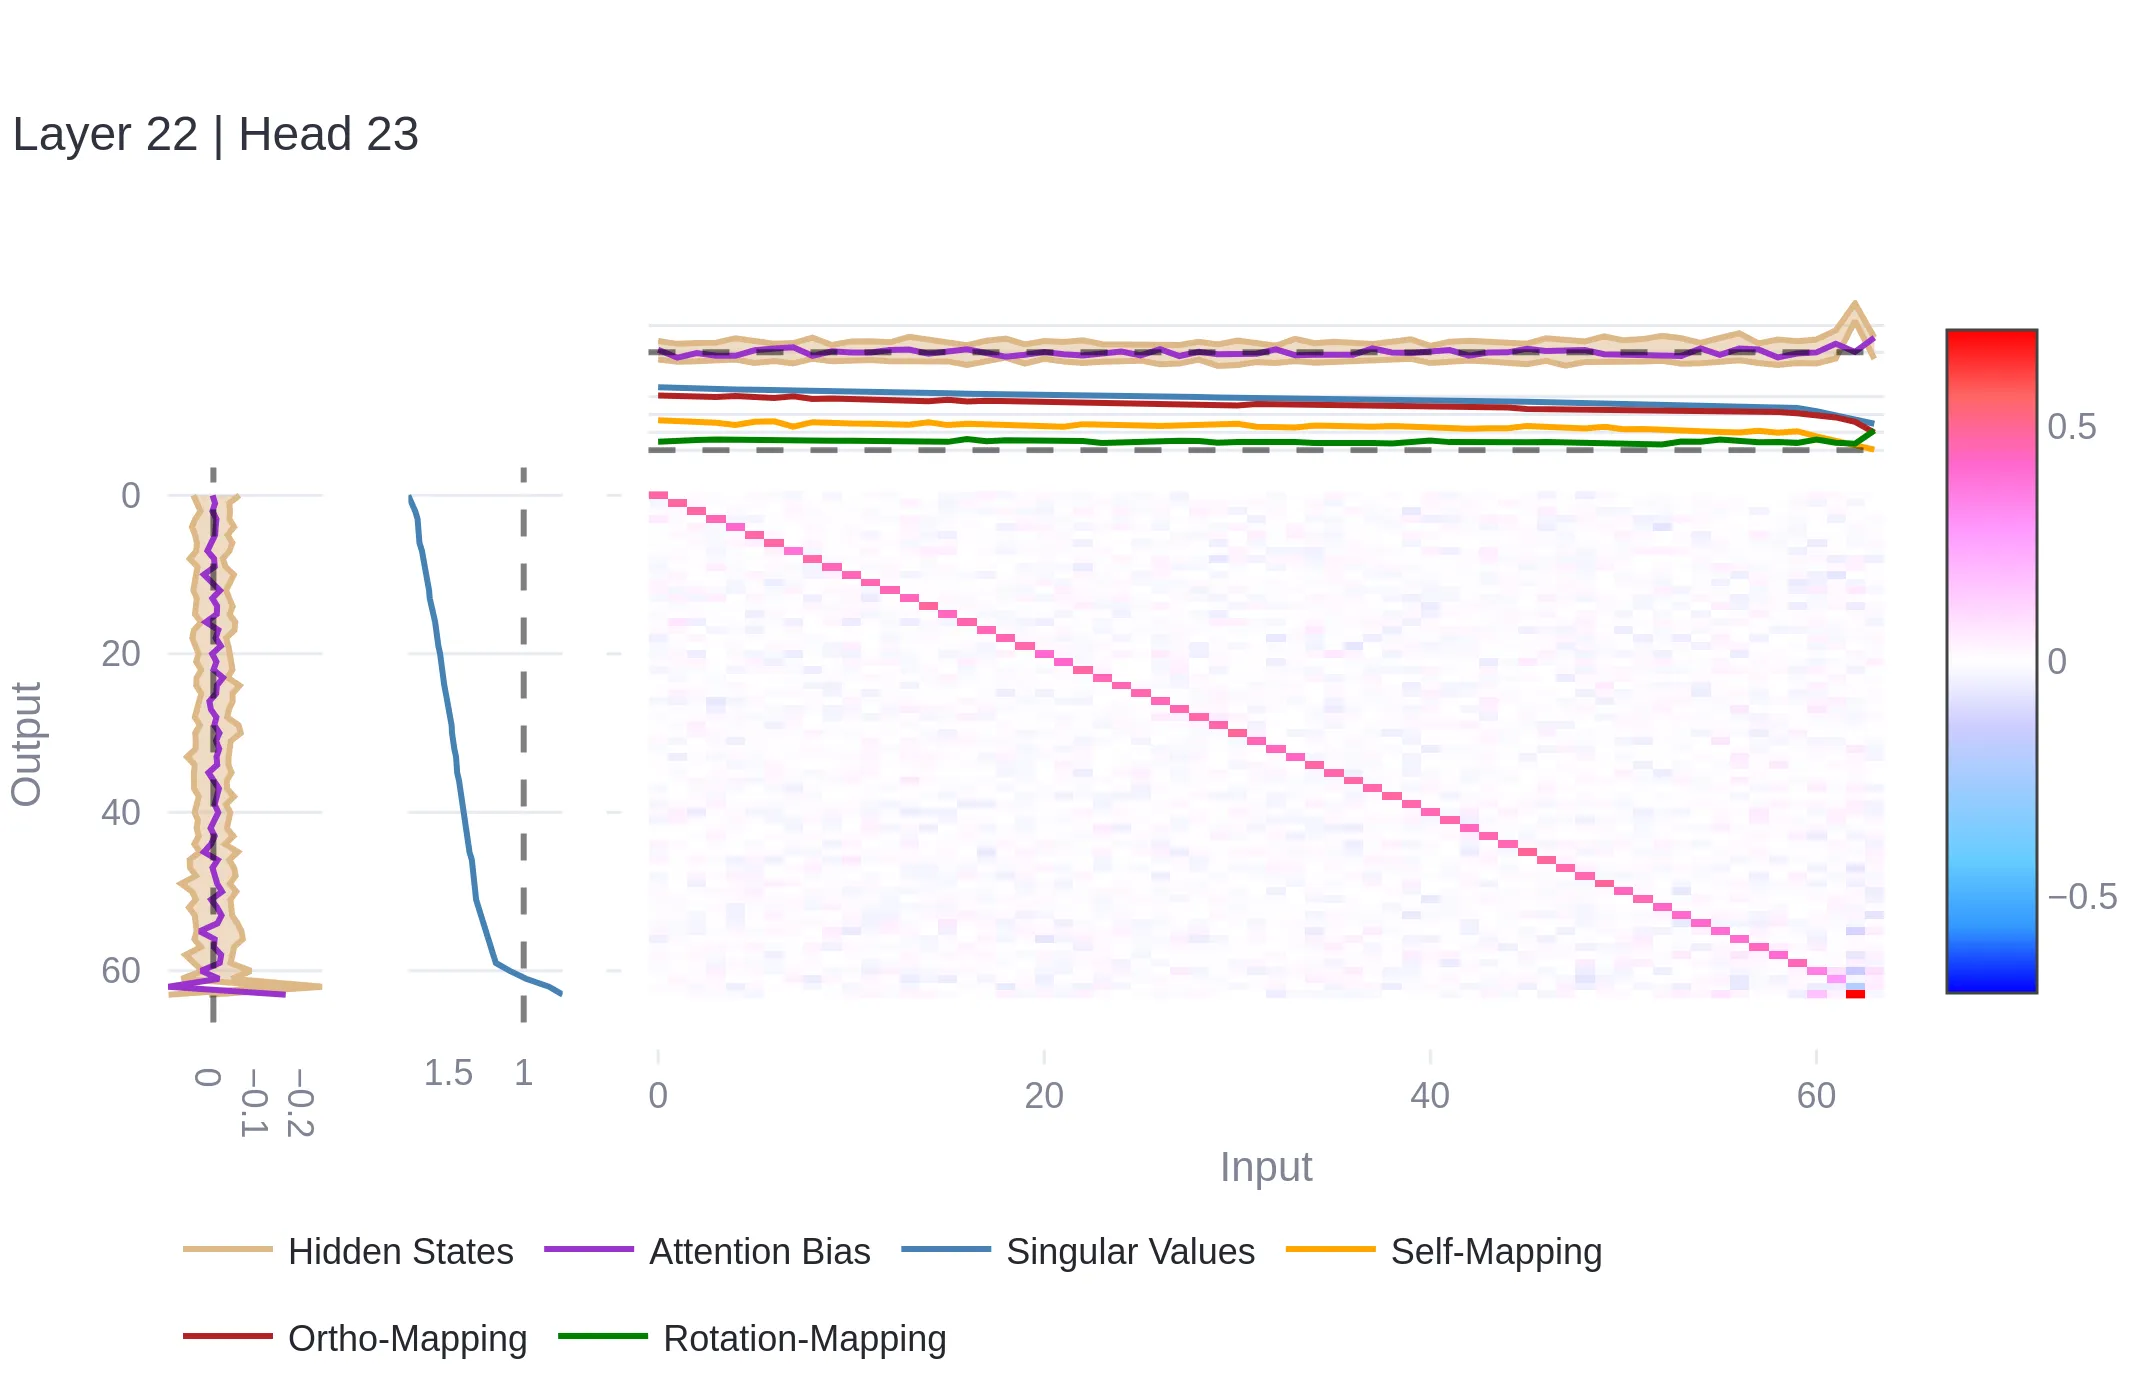 Layer 22 | Head 23
0
20
40
60
Output
0
−0.1
−0.2
1.5
1
0
20
40
60
Input
0.5
0
−0.5
Hidden States
Attention Bias
Singular Values
Self-Mapping
Ortho-Mapping
Rotation-Mapping